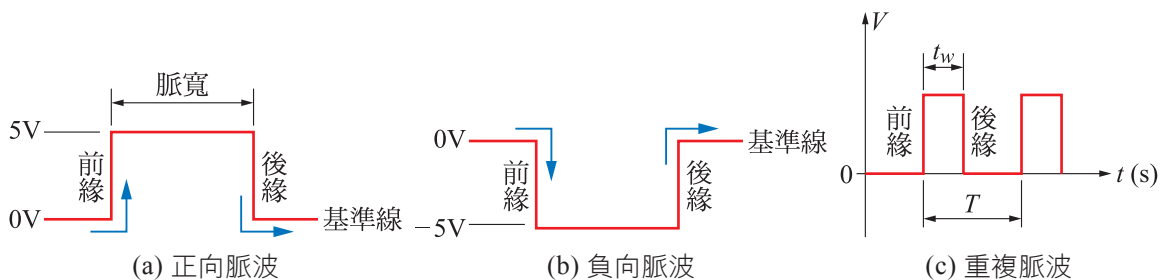 脈寬
5V
前緣
後緣
0V
基準線
(a) 正向脈波
0V
前緣
後緣
基準線
−5V
(b) 負向脈波
V
t_W
前緣
後緣
0
t (s)
T
(c) 重複脈波